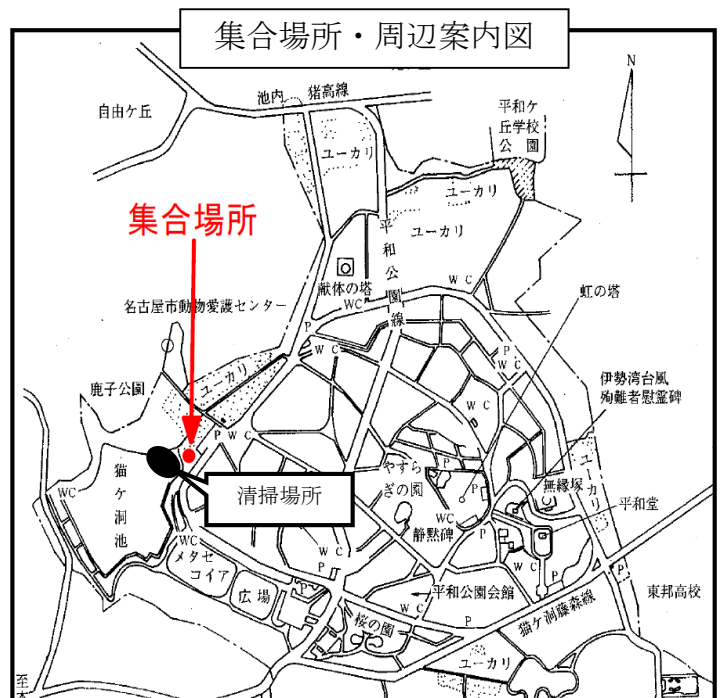 集合場所・周辺案内図
池内 猪高線
自由ケ丘
N
平和ケ
丘学校
公園
ユーカリ
ユーカリ
ユーカリ
集合場所
平和公園線
献体の塔
WC
WC
虹の塔
名古屋市動物愛護センター
P
WC
P
WC
伊勢湾台風
殉難者慰霊碑
鹿子公園
ユーカリ
WC
P
WC
ユーカリ
猫ケ洞池
やすら
ぎの園
P
無縁塚
WC
清掃場所
WC
静黙碑
平和堂
WC
WC
P
WC
P
P
メタセ
コイア
広場
P
平和公園会館
東邦高校
WC
P
猫ケ洞藤森線
桜の園
ユーカリ
P
至